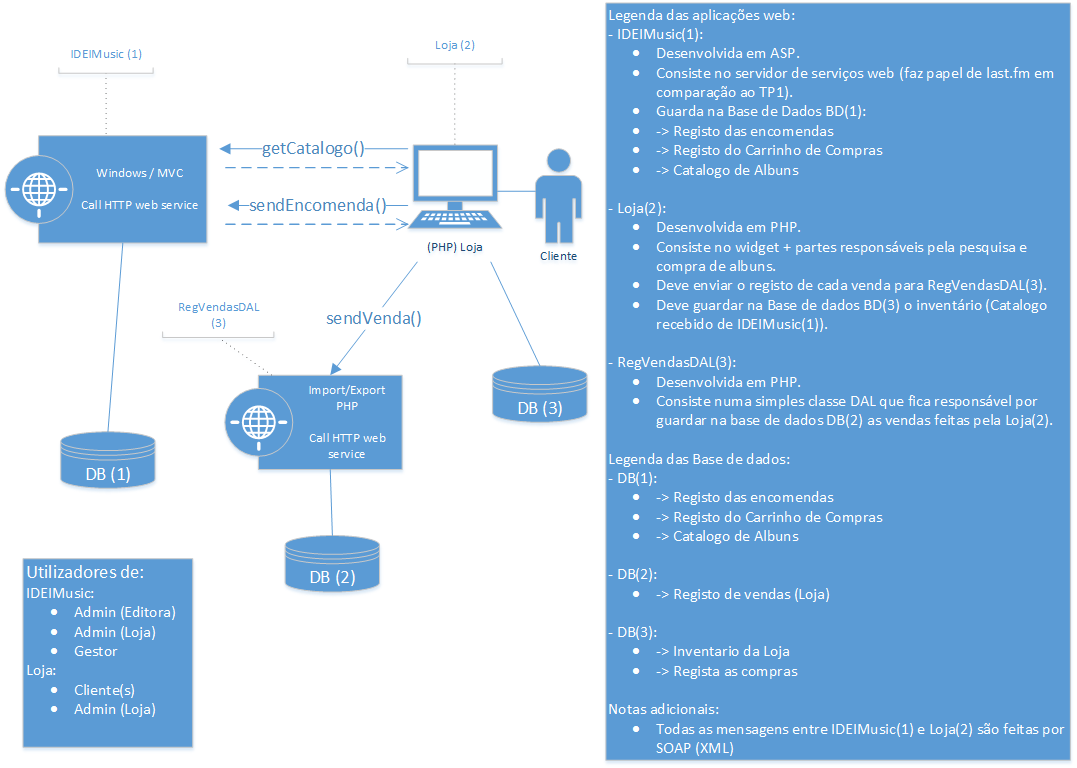 IDEIMusic (1)
Loja (2)
Windows / MVC
Call HTTP web service
getCatalogo()
sendEncomenda()
(PHP) Loja
Cliente
RegVendasDAL
(3)
sendVenda()
Import/Export
PHP
Call HTTP web
service
DB (1)
DB (2)
DB (3)
Utilizadores de:
IDEIMusic:
• Admin (Editora)
• Admin (Loja)
• Gestor
Loja:
• Cliente(s)
• Admin (Loja)
Legenda das aplicações web:
- IDEIMusic(1):
• Desenvolvida em ASP.
• Consiste no servidor de serviços web (faz papel de last.fm em
comparação ao TP1).
• Guarda na Base de Dados BD(1):
• -> Registo das encomendas
• -> Registo do Carrinho de Compras
• -> Catalogo de Albuns
- Loja(2):
• Desenvolvida em PHP.
• Consiste no widget + partes responsáveis pela pesquisa e
compra de albuns.
• Deve enviar o registo de cada venda para RegVendasDAL(3).
• Deve guardar na Base de dados BD(3) o inventário (Catalogo
recebido de IDEIMusic(1)).
- RegVendasDAL(3):
• Desenvolvida em PHP.
• Consiste numa simples classe DAL que fica responsável por
guardar na base de dados DB(2) as vendas feitas pela Loja(2).
Legenda das Base de dados:
- DB(1):
• -> Registo das encomendas
• -> Registo do Carrinho de Compras
• -> Catalogo de Albuns
- DB(2):
• -> Registo de vendas (Loja)
- DB(3):
• -> Inventario da Loja
• -> Regista as compras
Notas adicionais:
• Todas as mensagens entre IDEIMusic(1) e Loja(2) são feitas por
SOAP (XML)